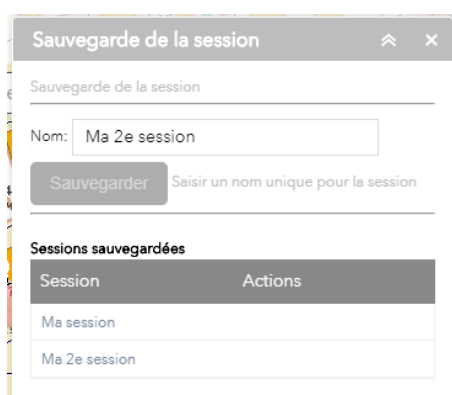 Sauvegarde de la session
Sauvegarde de la session
Nom: Ma 2e session
Sauvegarder Saisir un nom unique pour la session
Sessions sauvegardées
Session Actions
Ma session
Ma 2e session